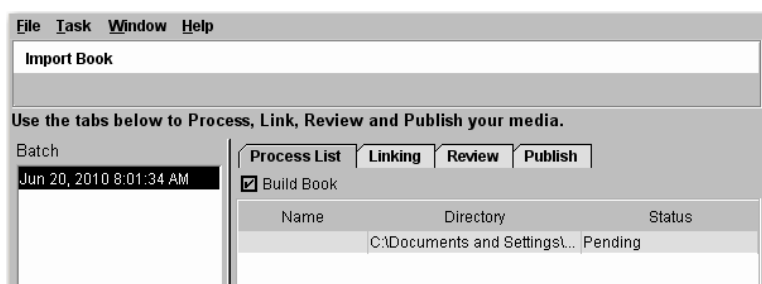 File Task Window Help
Import Book
Use the tabs below to Process, Link, Review and Publish your media.
Batch
Jun 20, 2010 8:01:34 AM
Process List Linking Review Publish
Build Book
Name Directory Status
C:\Documents and Settings\... Pending